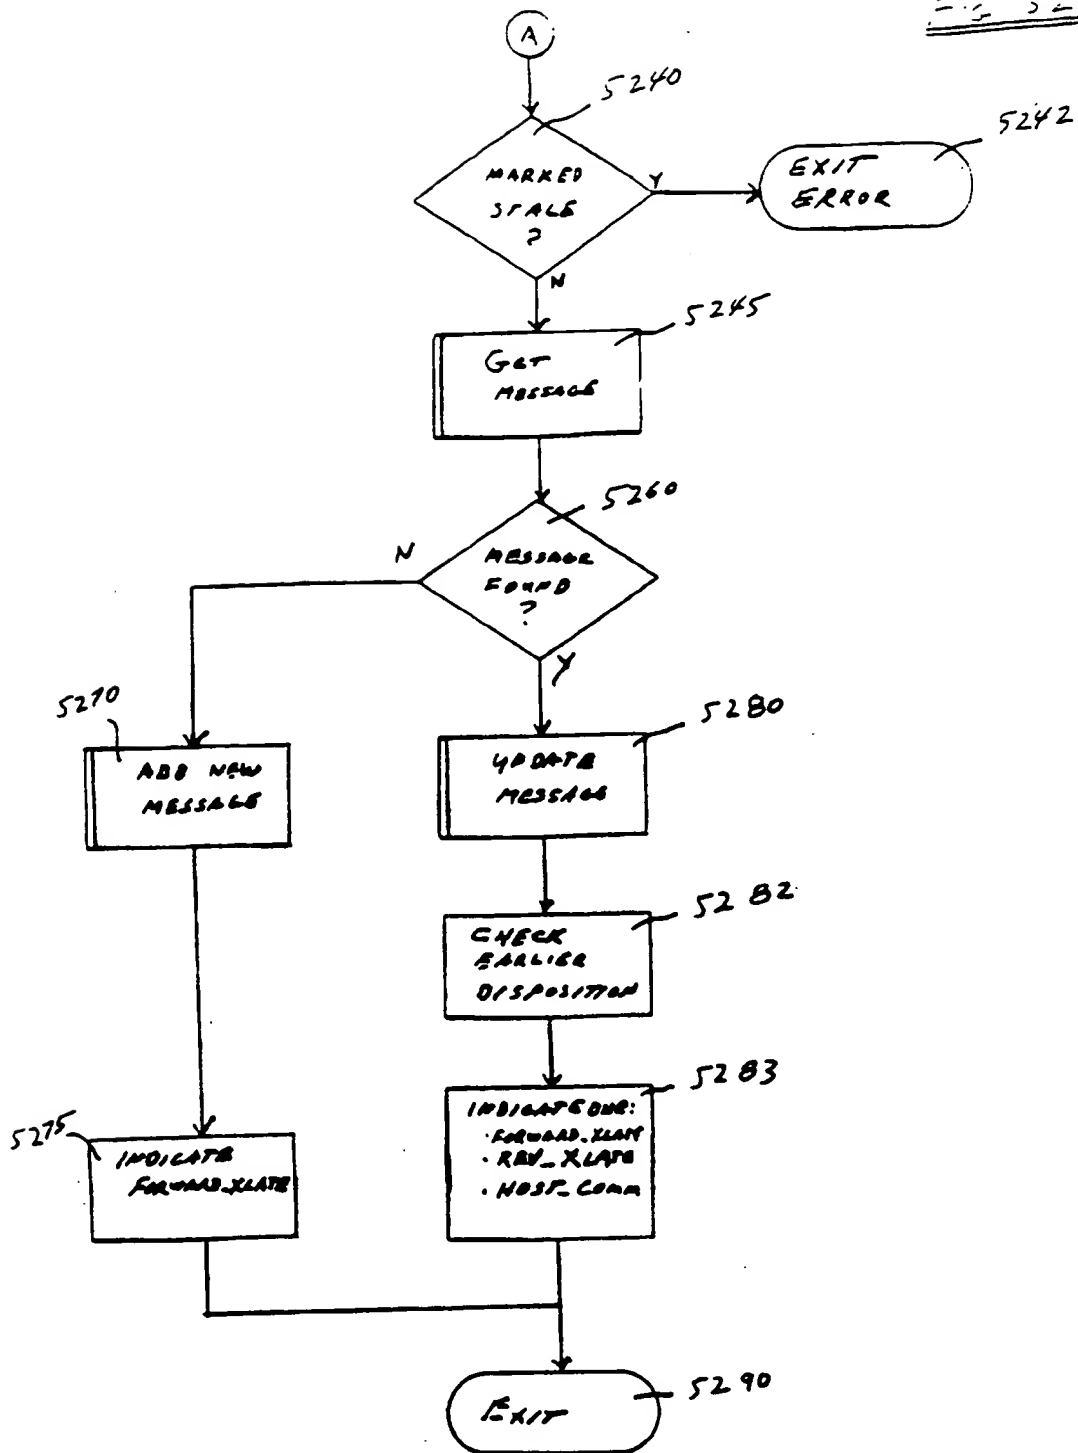 A
5240
5242
MARKED
STALE
?
Y
EXIT
ERROR
N
5245
GET
MESSAGE
5260
N
MESSAGE
FOUND
?
Y
5270
ADD NEW
MESSAGE
5280
UPDATE
MESSAGE
5282
CHECK
EARLIER
DISPOSITION
5283
INDICATE ONE:
· FORWARD_XLATE
· REV_XLATE
· HOST_COMM
5275
INDICATE
FORWARD_XLATE
5290
EXIT